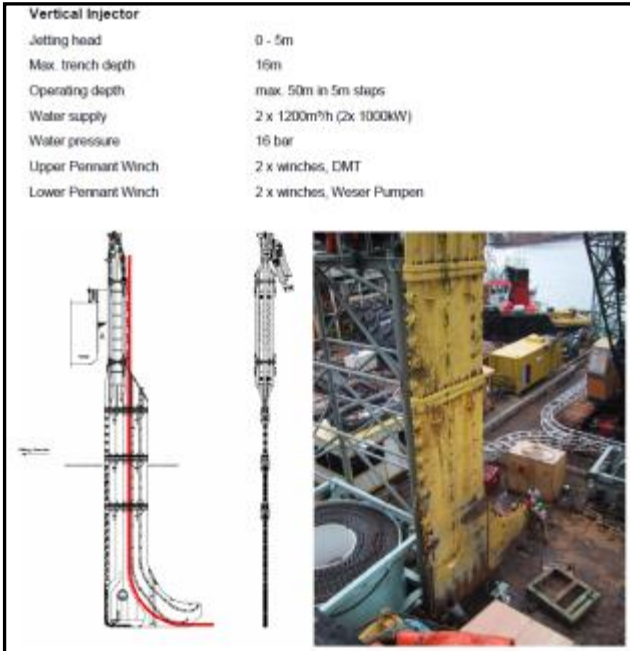 Vertical Injector
Jetting head 0 - 5m
Max. trench depth 16m
Operating depth max. 50m in 5m steps
Water supply 2 x 1200m³/h (2x 1000kW)
Water pressure 16 bar
Upper Pennant Winch 2 x winches, DMT
Lower Pennant Winch 2 x winches, Weser Pumpen